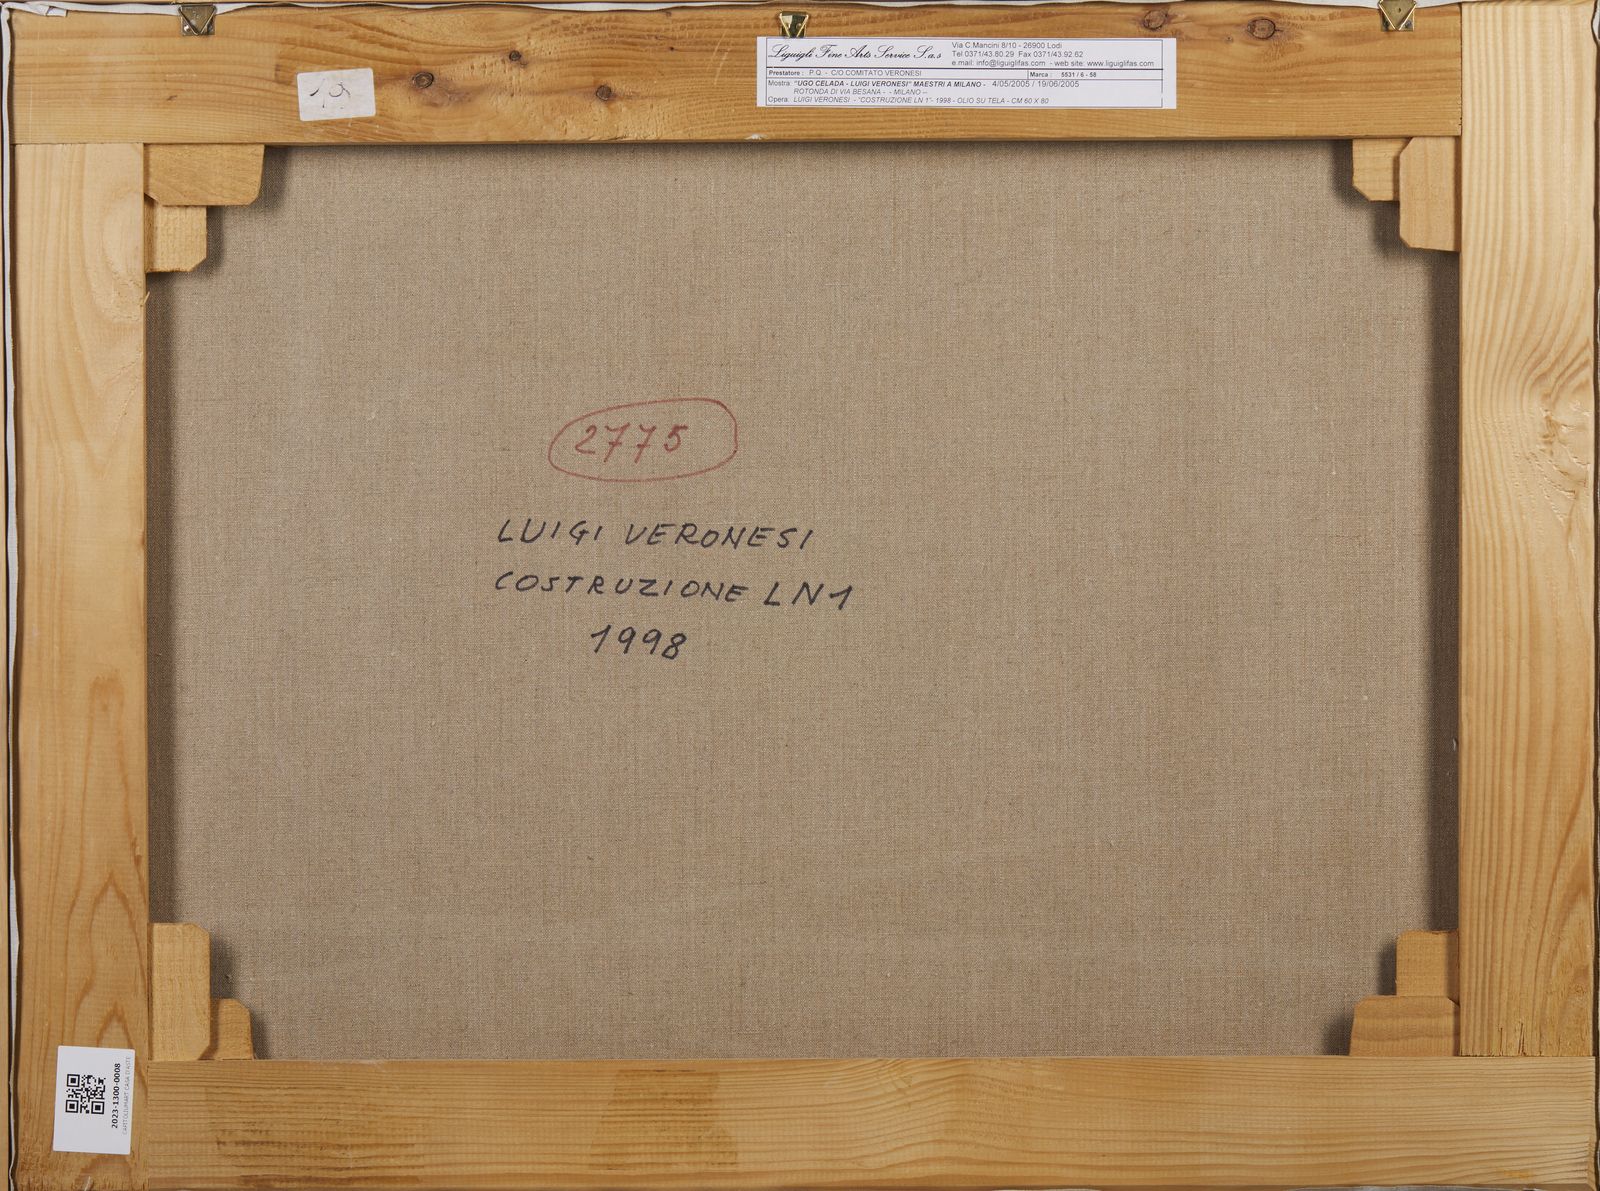 Liguigli Fine Arts Service S.a.s
Via C.Mancini 8/10 - 26900 Lodi
Tel 0371/43.80.29 Fax 0371/43.92.62
e.mail: info@liguiglifas.com - web site: www.liguiglifas.com
Prestatore : P.Q. - C/O COMITATO VERONESI
Marca : 5531 / 6 - 58
Mostra: "UGO CELADA - LUIGI VERONESI" MAESTRI A MILANO - 4/05/2005 / 19/06/2005
ROTONDA DI VIA BESANA - - MILANO --
Opera: LUIGI VERONESI - "COSTRUZIONE LN 1"- 1998 - OLIO SU TELA - CM 60 X 80
2775
LUIGI VERONESI
COSTRUZIONE LN1
1998
2023-1300-0008
CAPITOLIUMART CASA D'ASTE